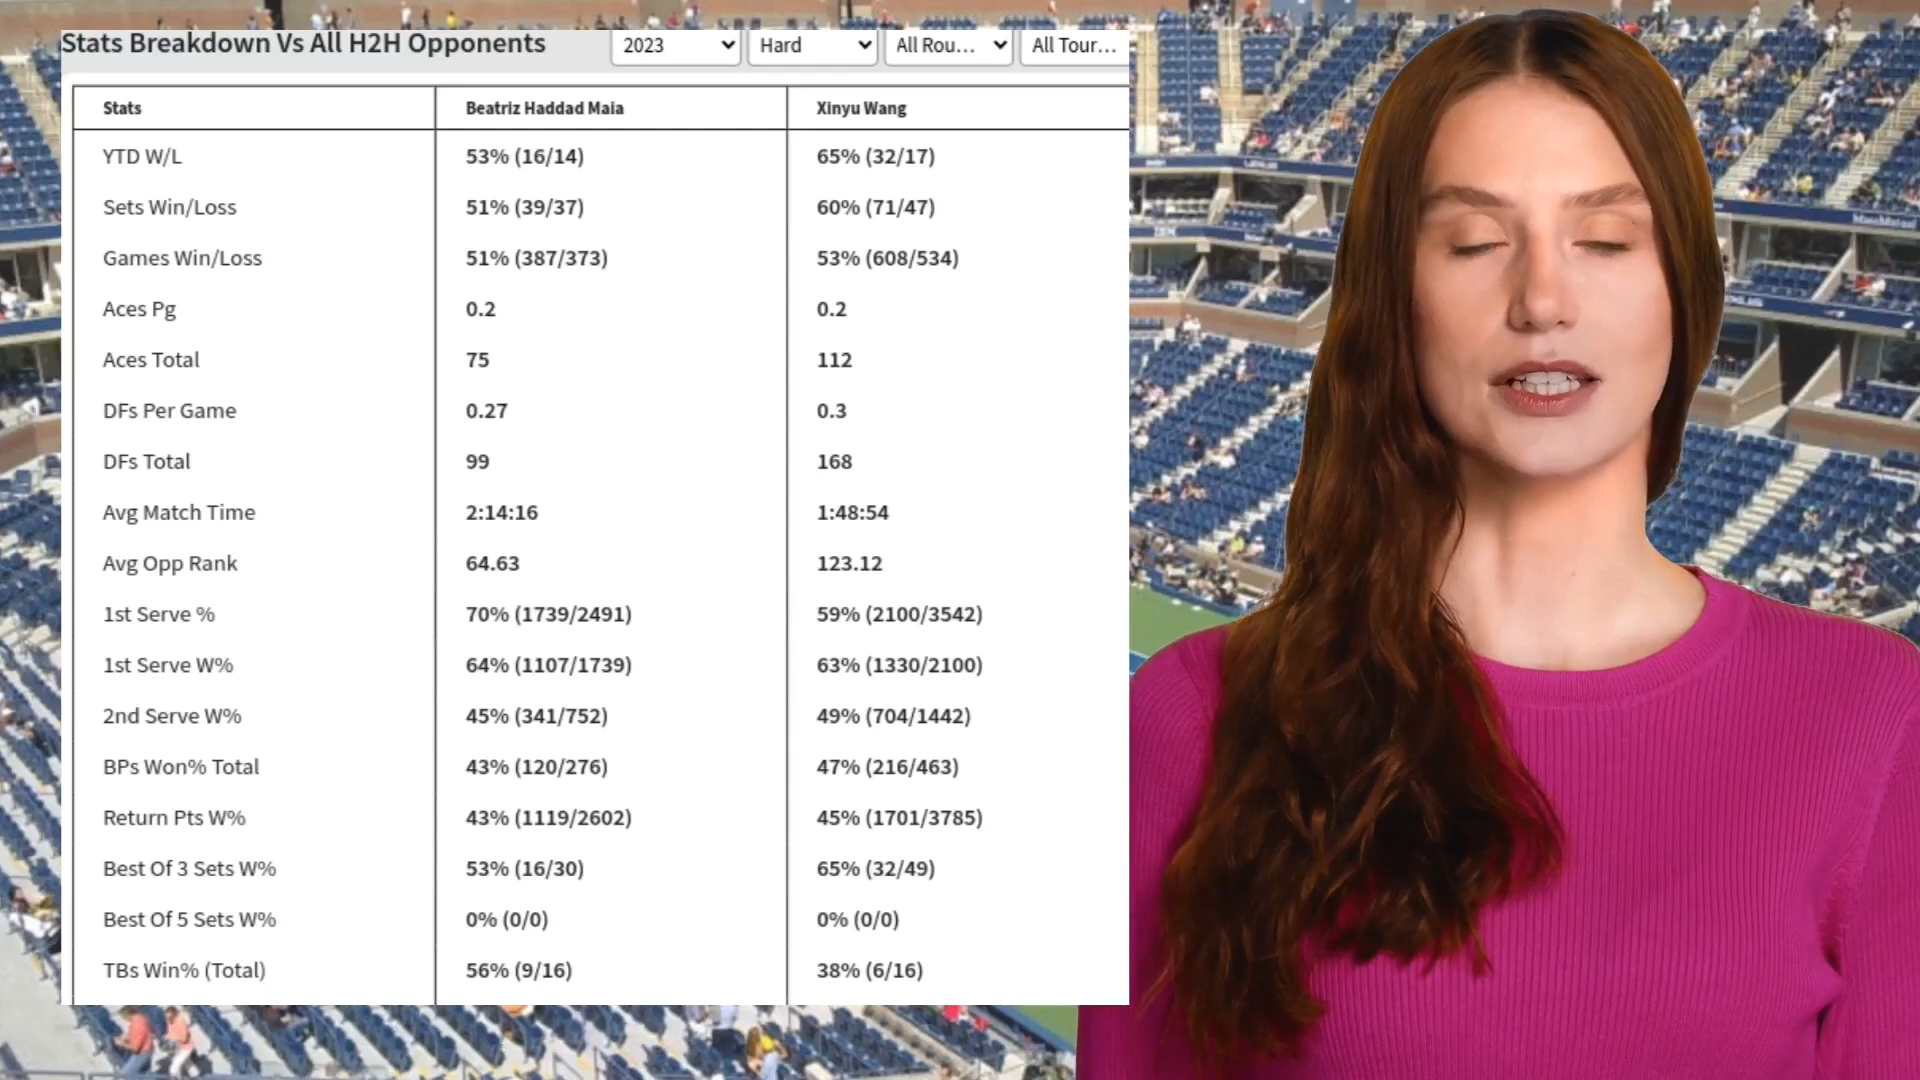 Stats Breakdown Vs All H2H Opponents 2023 Hard All Rou... All Tour...
Stats Beatriz Haddad Maia Xinyu Wang
YTD W/L 53% (16/14) 65% (32/17)
Sets Win/Loss 51% (39/37) 60% (71/47)
Games Win/Loss 51% (387/373) 53% (608/534)
Aces Pg 0.2 0.2
Aces Total 75 112
DFs Per Game 0.27 0.3
DFs Total 99 168
Avg Match Time 2:14:16 1:48:54
Avg Opp Rank 64.63 123.12
1st Serve % 70% (1739/2491) 59% (2100/3542)
1st Serve W% 64% (1107/1739) 63% (1330/2100)
2nd Serve W% 45% (341/752) 49% (704/1442)
BPs Won% Total 43% (120/276) 47% (216/463)
Return Pts W% 43% (1119/2602) 45% (1701/3785)
Best Of 3 Sets W% 53% (16/30) 65% (32/49)
Best Of 5 Sets W% 0% (0/0) 0% (0/0)
TBs Win% (Total) 56% (9/16) 38% (6/16)
IBM